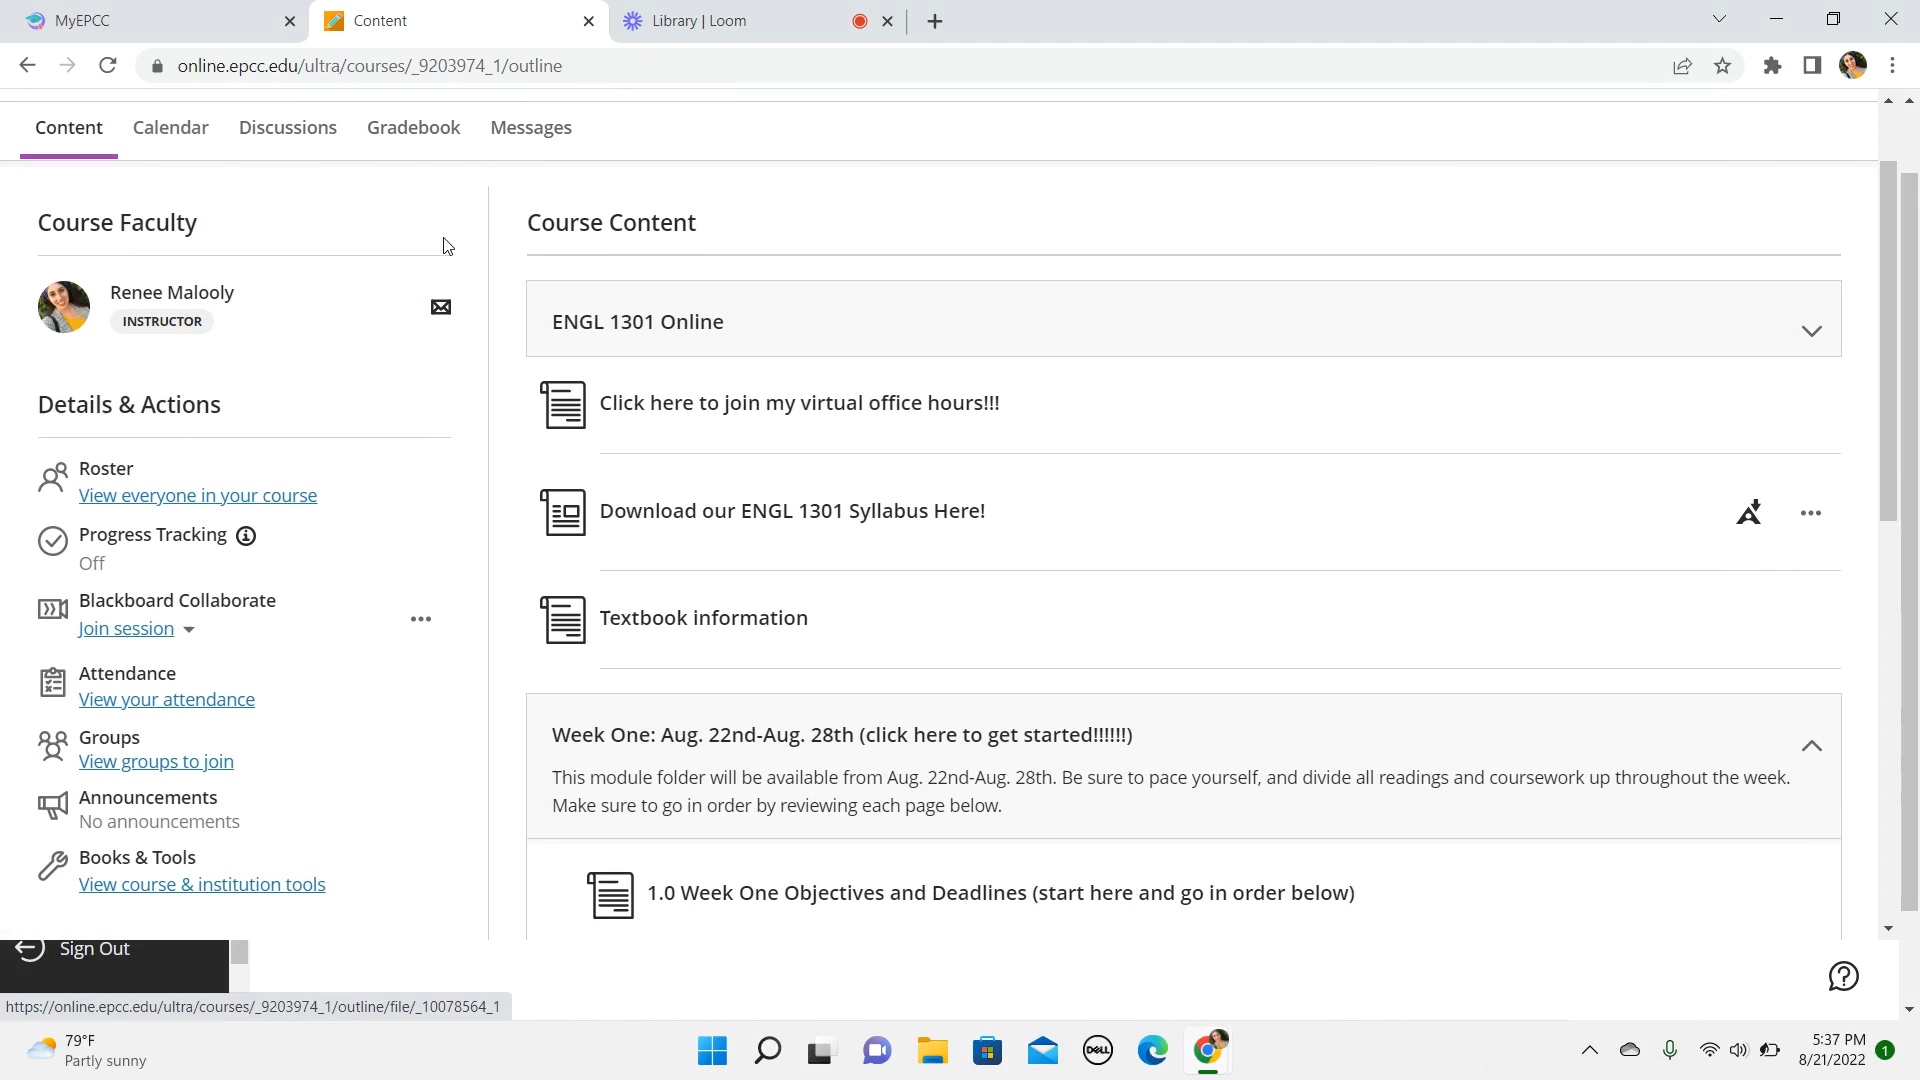 MyEPCC
Content
Library | Loom
online.epcc.edu/ultra/courses/_9203974_1/outline
Content Calendar Discussions Gradebook Messages
Course Faculty
Renee Malooly
INSTRUCTOR
Details & Actions
Roster
View everyone in your course
Progress Tracking
Off
Blackboard Collaborate
Join session
Attendance
View your attendance
Groups
View groups to join
Announcements
No announcements
Books & Tools
View course & institution tools
Course Content
ENGL 1301 Online
Click here to join my virtual office hours!!!
Download our ENGL 1301 Syllabus Here!
Textbook information
Week One: Aug. 22nd-Aug. 28th (click here to get started!!!!!!)
This module folder will be available from Aug. 22nd-Aug. 28th. Be sure to pace yourself, and divide all readings and coursework up throughout the week.
Make sure to go in order by reviewing each page below.
1.0 Week One Objectives and Deadlines (start here and go in order below)
Sign Out
https://online.epcc.edu/ultra/courses/_9203974_1/outline/file/_10078564_1
79°F
Partly sunny
DELL
5:37 PM
8/21/2022
1